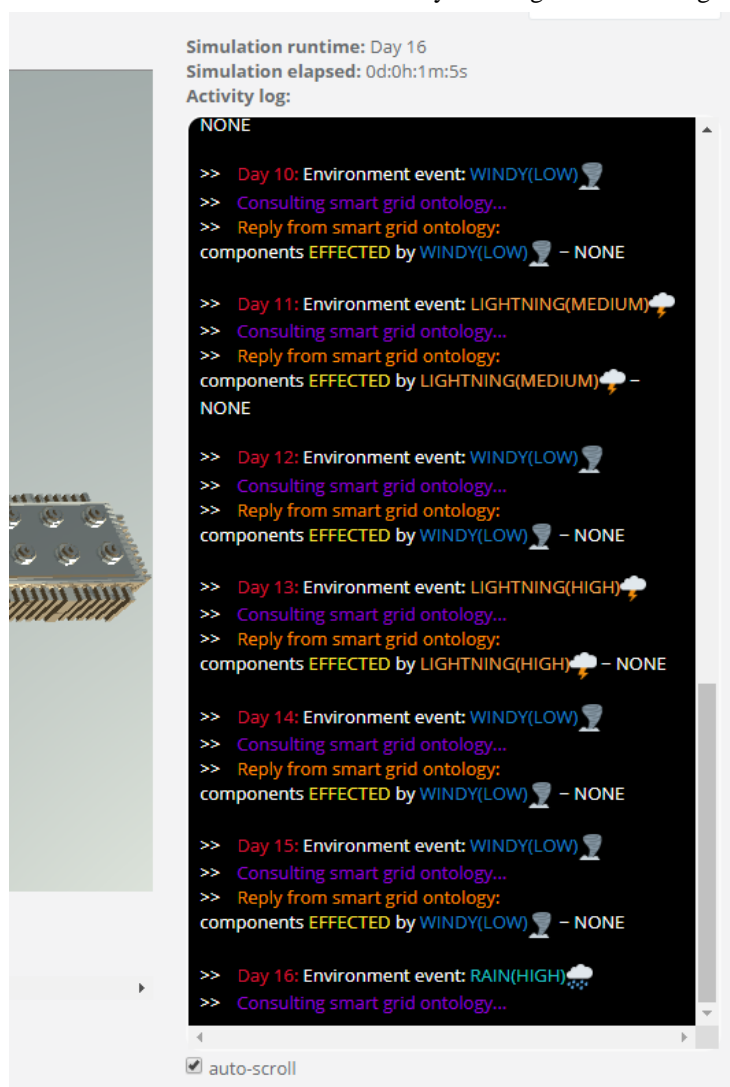 Simulation runtime: Day 16
Simulation elapsed: 0d:0h:1m:5s
Activity log:
NONE
>> Day 10: Environment event: WINDY(LOW)
>> Consulting smart grid ontology...
>> Reply from smart grid ontology:
components EFFECTED by WINDY(LOW) – NONE
>> Day 11: Environment event: LIGHTNING(MEDIUM)
>> Consulting smart grid ontology...
>> Reply from smart grid ontology:
components EFFECTED by LIGHTNING(MEDIUM) –
NONE
>> Day 12: Environment event: WINDY(LOW)
>> Consulting smart grid ontology...
>> Reply from smart grid ontology:
components EFFECTED by WINDY(LOW) – NONE
>> Day 13: Environment event: LIGHTNING(HIGH)
>> Consulting smart grid ontology...
>> Reply from smart grid ontology:
components EFFECTED by LIGHTNING(HIGH) – NONE
>> Day 14: Environment event: WINDY(LOW)
>> Consulting smart grid ontology...
>> Reply from smart grid ontology:
components EFFECTED by WINDY(LOW) – NONE
>> Day 15: Environment event: WINDY(LOW)
>> Consulting smart grid ontology...
>> Reply from smart grid ontology:
components EFFECTED by WINDY(LOW) – NONE
>> Day 16: Environment event: RAIN(HIGH)
>> Consulting smart grid ontology...
auto-scroll